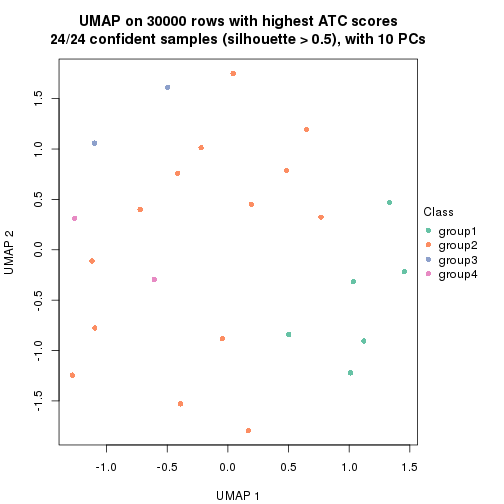 UMAP on 30000 rows with highest ATC scores
24/24 confident samples (silhouette > 0.5), with 10 PCs
UMAP 2
1.5
1.0
0.5
0.0
-0.5
-1.0
-1.5
-1.0
-0.5
0.0
0.5
1.0
1.5
UMAP 1
Class
group1
group2
group3
group4